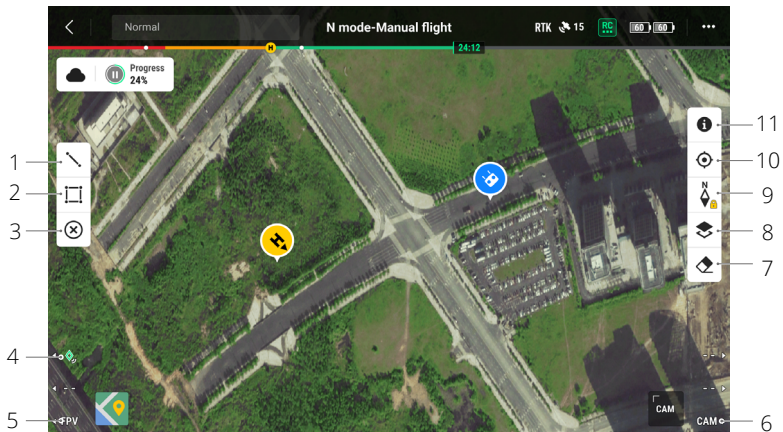 Normal
N mode-Manual flight
RTK 15 RC 60 60
H
24:12
Progress
24%
1
2
3
4
5
11
10
N
9
8
7
H
FPV
--
--
--
CAM
CAM
6